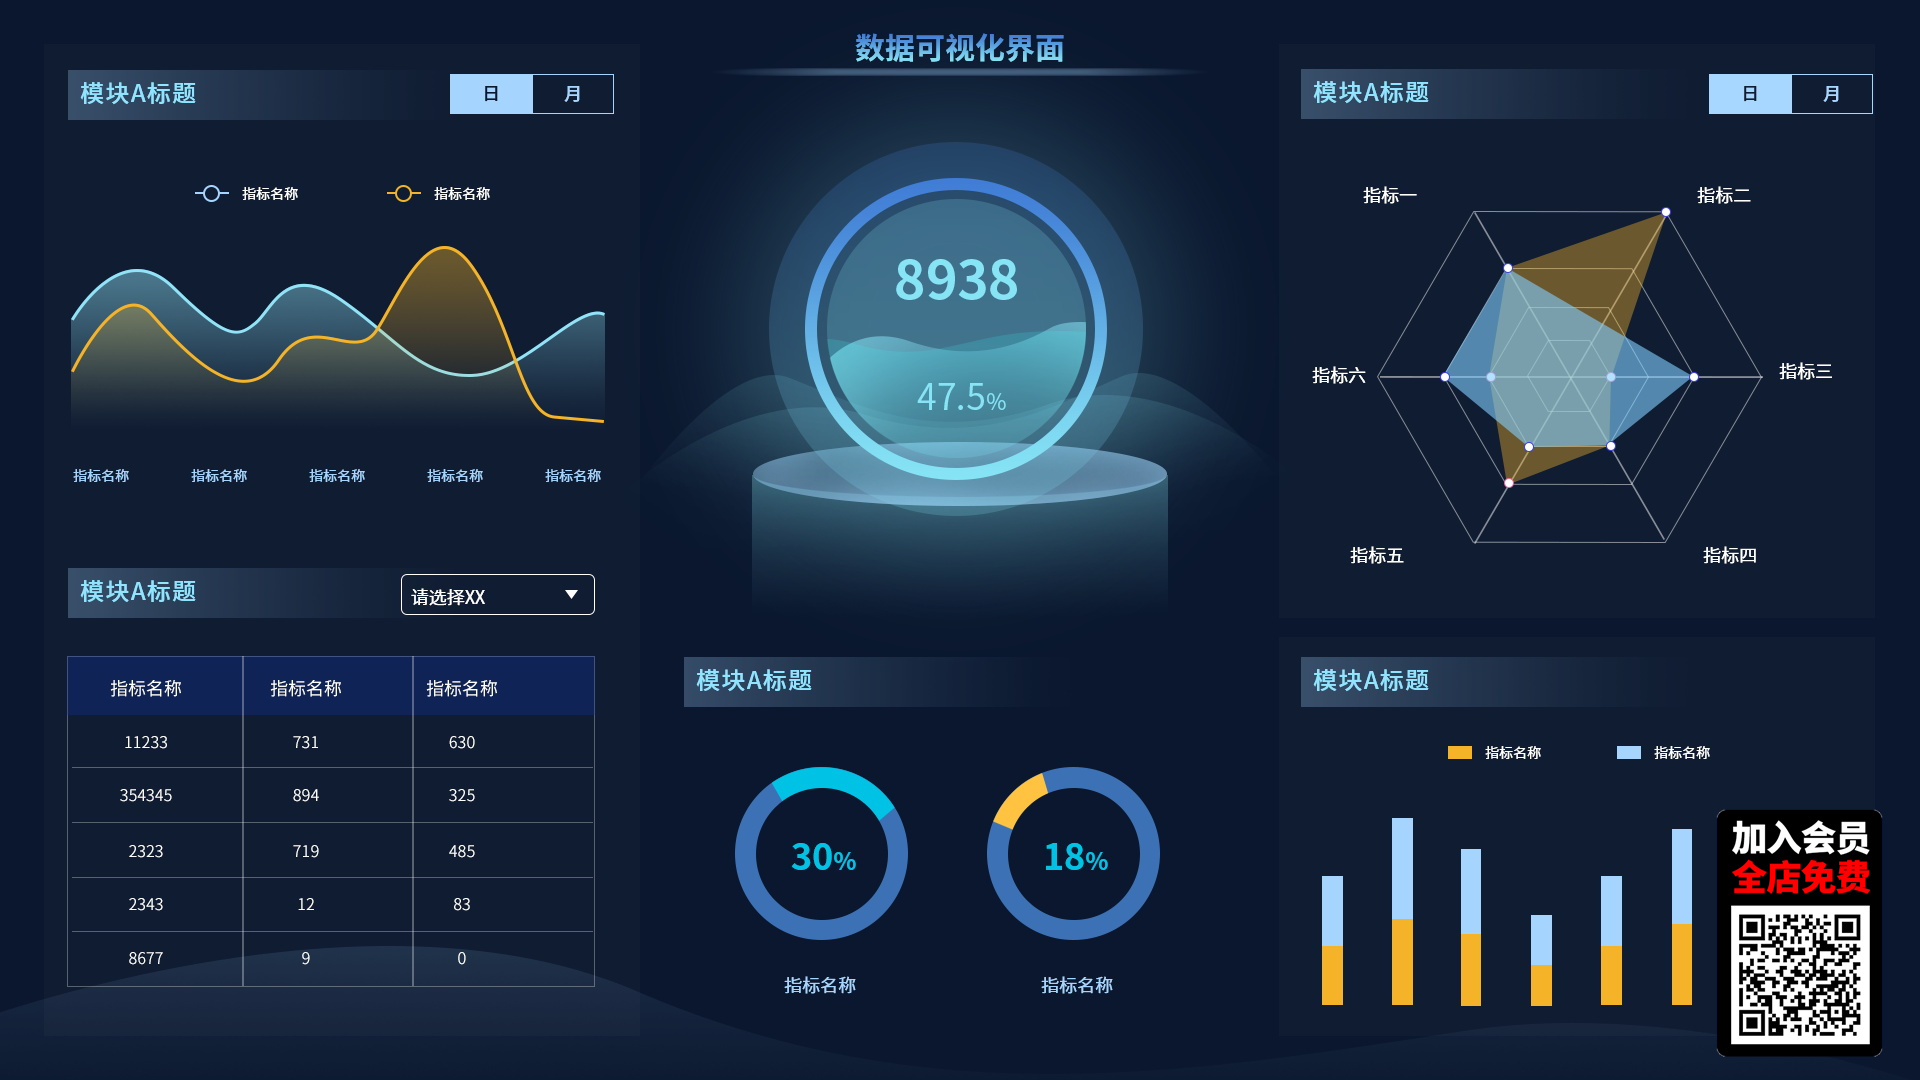 数据可视化界面
模块A标题
日 月
指标名称 指标名称
指标名称 指标名称 指标名称 指标名称 指标名称
模块A标题
请选择XX
指标名称 指标名称 指标名称
11233 731 630
354345 894 325
2323 719 485
2343 12 83
8677 9 0
8938
47.5%
模块A标题
30%
18%
指标名称 指标名称
模块A标题
日 月
指标一 指标二
指标六 指标三
指标五 指标四
模块A标题
指标名称 指标名称
加入会员
全店免费